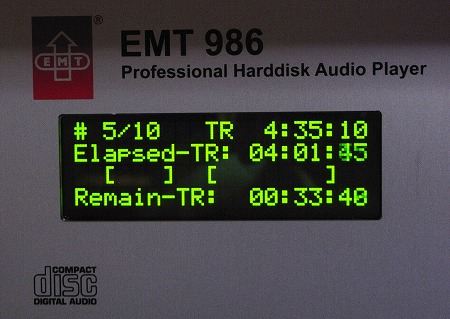 EMT ®
EMT 986
Professional Harddisk Audio Player
# 5/10 TR 4:35:10
Elapsed-TR: 04:01:45
[ ] [ ]
Remain-TR: 00:33:40
COMPACT
disc
DIGITAL AUDIO